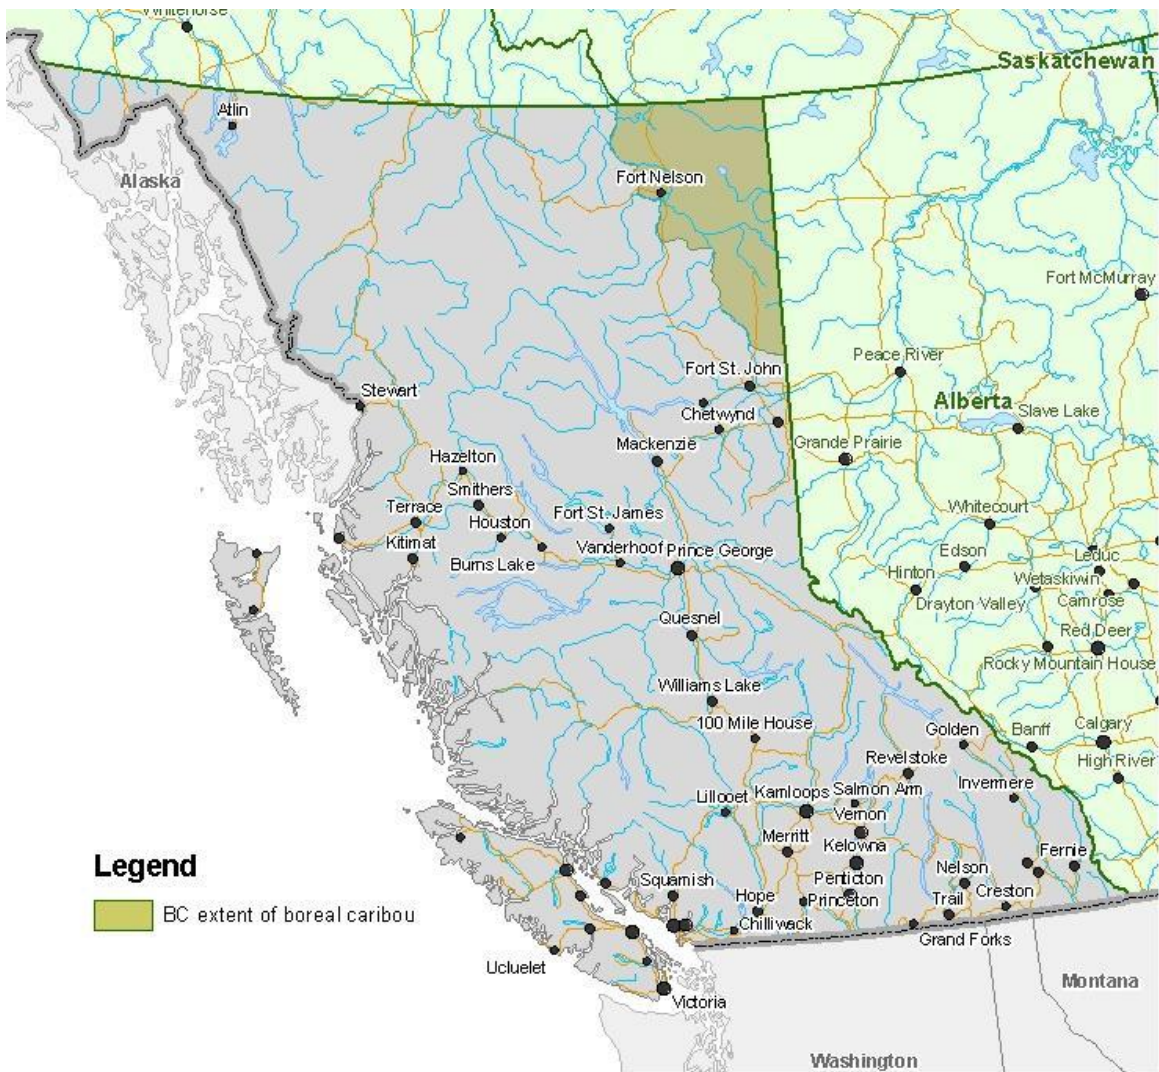 Whitehorse
Saskatchewan
Atlin
Alaska
Fort Nelson
Fort McMurray
Peace River
Fort St. John
Stewart
Alberta
Slave Lake
Chetwynd
Mackenzie
Grande Prairie
Hazelton
Smithers
Terrace
Houston
Fort St. James
Whitecourt
Kitimat
Burns Lake
Vanderhoof
Prince George
Edson
Leduc
Hinton
Wetaskiwin
Drayton Valley
Camrose
Quesnel
Red Deer
Rocky Mountain House
Williams Lake
100 Mile House
Golden
Banff
Calgary
Revelstoke
High River
Lillooet
Kamloops
Salmon Arm
Invermere
Vernon
Merritt
Kelowna
Fernie
Legend
Squamish
Penticton
Nelson
Hope
Princeton
Trail
Creston
BC extent of boreal caribou
Chilliwack
Grand Forks
Ucluelet
Montana
Victoria
Washington